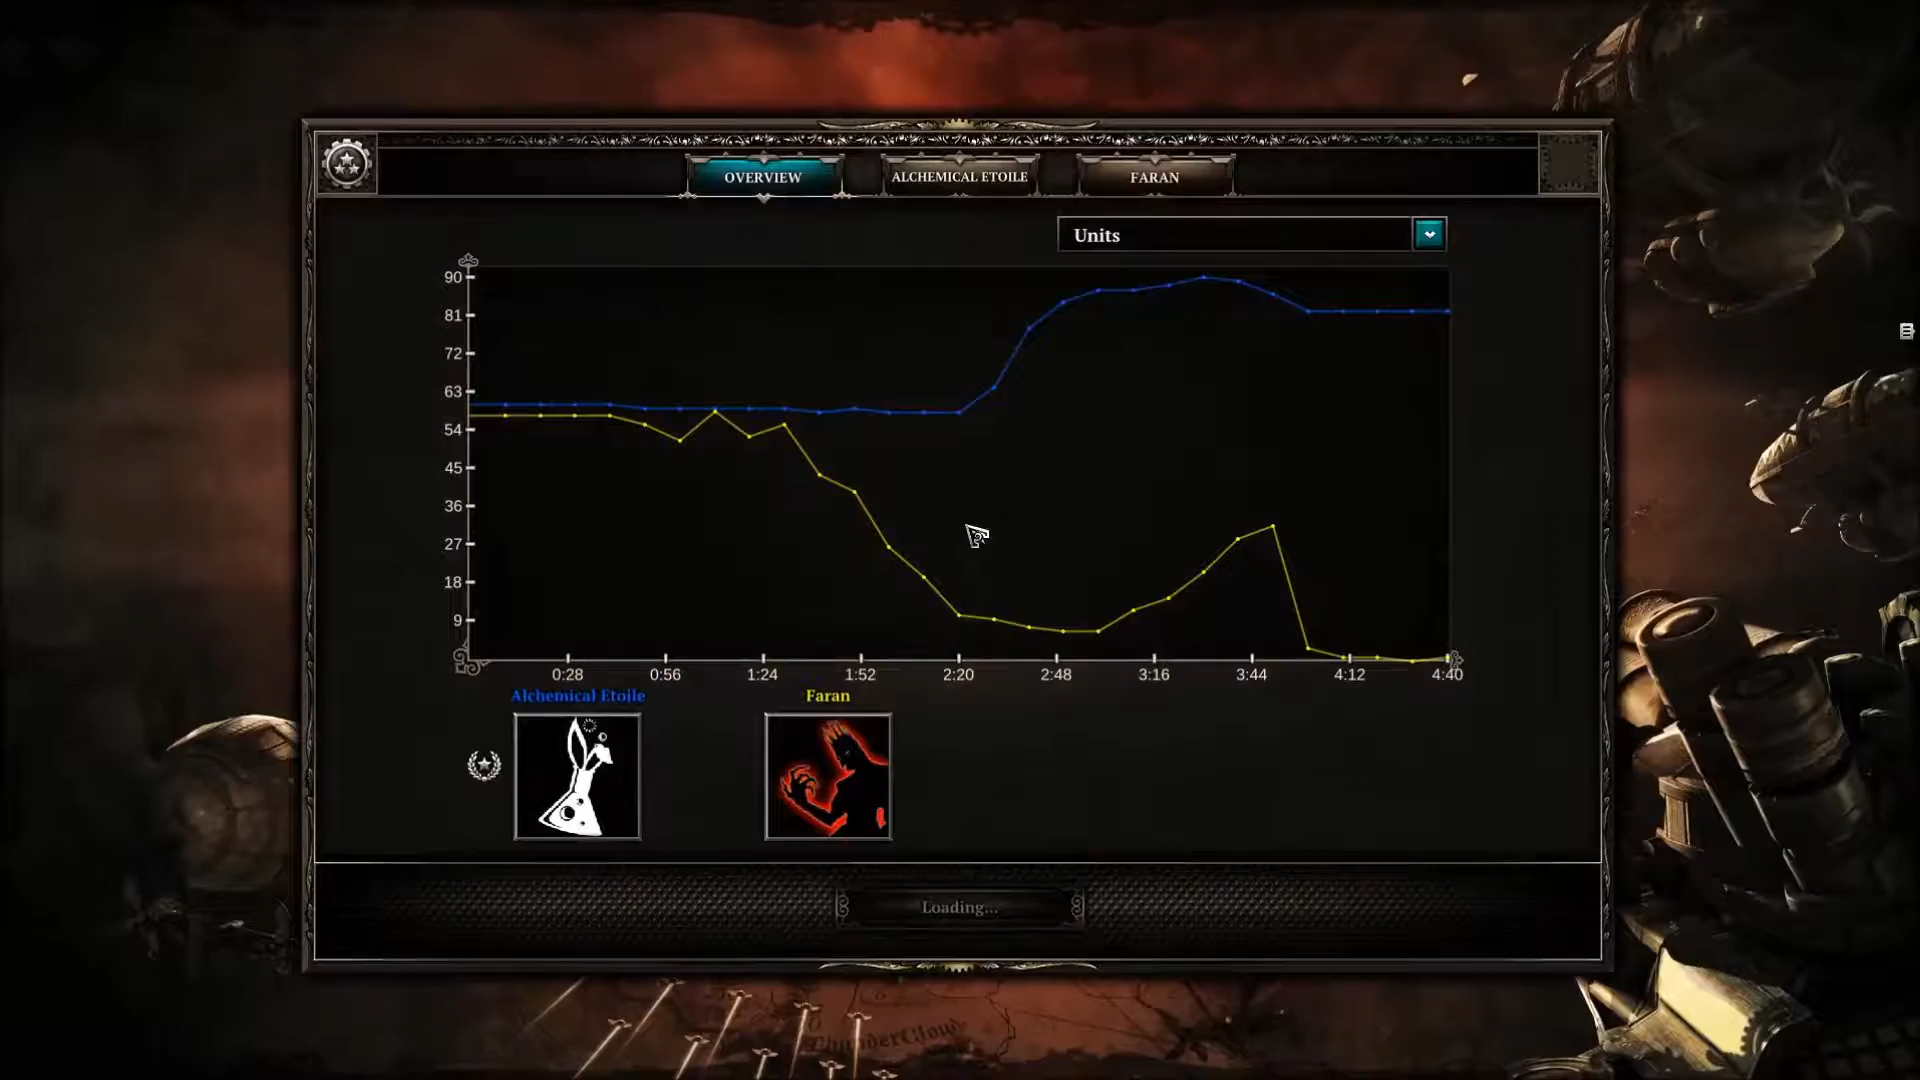 OVERVIEW
ALCHEMICAL ETOILE
FARAN
Units
90
81
72
63
54
45
36
27
18
9
0:28 0:56 1:24 1:52 2:20 2:48 3:16 3:44 4:12 4:40
Alchemical Etoile
Faran
Loading...